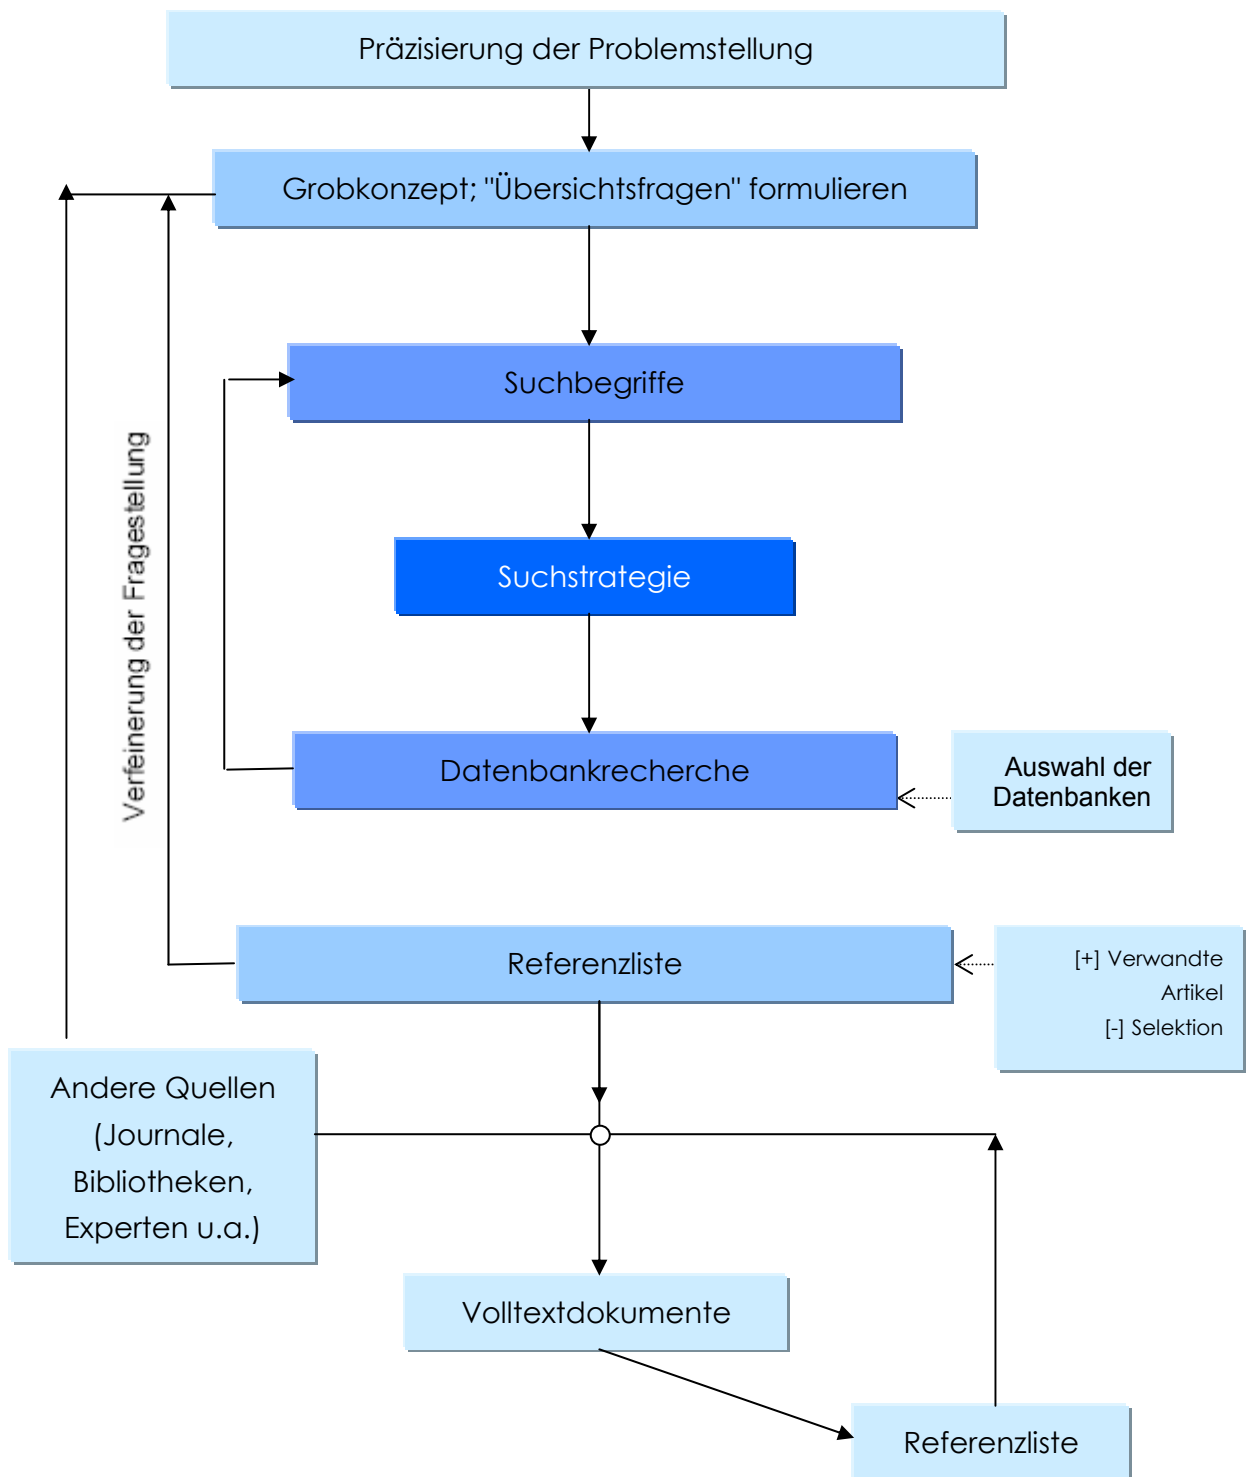 Präzisierung der Problemstellung
Grobkonzept; "Übersichtsfragen" formulieren
Suchbegriffe
Verfeinerung der Fragestellung
Suchstrategie
Datenbankrecherche
Auswahl der
Datenbanken
Referenzliste
[+] Verwandte
Artikel
[-] Selektion
Andere Quellen
(Journale,
Bibliotheken,
Experten u.a.)
Volltextdokumente
Referenzliste